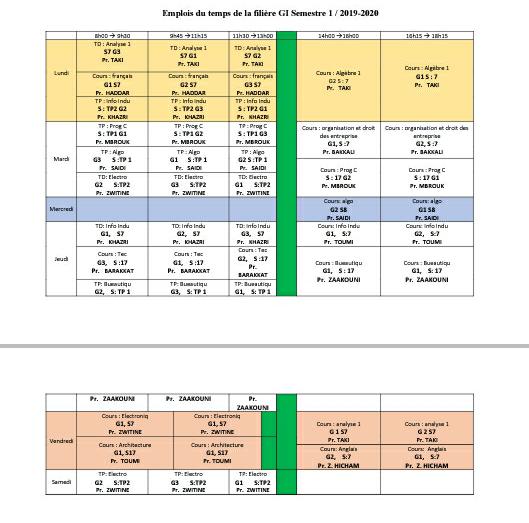 Emplois du temps de la filière GI Semestre 1 / 2019-2020
8h00 → 9h30 9h45 →11h15 11h30 →13h00 14h00 →16h00 16h15 → 18h15
Lundi
TD : Analyse 1
S7 G3
Pr. TAKI
TD : Analyse 1
S7 G1
Pr. TAKI
TD : Analyse 1
S7 G2
Pr. TAKI
Cours : Algèbre 1
G2 S : 7
Pr. TAKI
Cours : Algèbre 1
G1 S : 7
Pr. TAKI
Cours : français
G1 S7
Pr. HADDAR
Cours : français
G2 S7
Pr. HADDAR
Cours : français
G3 S7
Pr. HADDAR
TP : Info Indu
S : TP2 G2
Pr. KHAZRI
TP : Info Indu
S : TP2 G3
Pr. KHAZRI
TP : Info Indu
S : TP2 G1
Pr. KHAZRI
Mardi
TP : Prog C
S : TP1 G1
Pr. MBROUK
TP : Prog C
S : TP1 G2
Pr. MBROUK
TP : Prog C
S : TP1 G3
Pr. MBROUK
Cours : organisation et droit
des entreprise
G1, S :7
Pr. BAKKALI
Cours : organisation et droit des
entreprise
G2, S :7
Pr. BAKKALI
TP : Algo
G3 S :TP 1
Pr. SAIDI
TP : Algo
G1 S :TP 1
Pr. SAIDI
TP : Algo
G2 S :TP 1
Pr. SAIDI
Cours : Prog C
S : 17 G2
Pr. MBROUK
Cours : Prog C
S : 17 G1
Pr. MBROUK
TD: Electro
G2 S:TP2
Pr. ZWITINE
TD: Electro
G3 S:TP2
Pr. ZWITINE
TD: Electro
G1 S:TP2
Pr. ZWITINE
Mercredi
Cours: algo
G2 S8
Pr. SAIDI
Cours: algo
G1 S8
Pr. SAIDI
Jeudi
TD: Info Indu
G1, S7
Pr. KHAZRI
TD: Info Indu
G2, S7
Pr. KHAZRI
TD: Info Indu
G3, S7
Pr. KHAZRI
Cours: Info Indu
G1, S:7
Pr. TOUMI
Cours: Info Indu
G2, S:7
Pr. TOUMI
Cours : Tec
G1, S :17
Pr. BARAKKAT
Cours : Tec
G3, S :17
Pr. BARAKKAT
Cours : Tec
G2, S :17
Pr.
BARAKKAT
Cours : Bueautiqu
G1, S : 17
Pr. ZAAKOUNI
Cours : Bueautiqu
G1, S :17
Pr. ZAAKOUNI
TP: Bueautiqu
G2, S: TP 1
TP: Bueautiqu
G3, S: TP 1
TP: Bueautiqu
G1, S: TP 1
Pr. ZAAKOUNI
Pr. ZAAKOUNI
Pr.
ZAAKOUNI
Vendredi
Cours : Electroniq
G1, S7
Pr. ZWITINE
Cours : Electroniq
G1, S7
Pr. ZWITINE
Cours : analyse 1
G 1 S7
Pr. TAKI
Cours : analyse 1
G 2 S7
Pr. TAKI
Cours : Architecture
G1, S17
Pr. TOUMI
Cours : Architecture
G1, S17
Pr. TOUMI
Cours: Anglais
G2, S:7
Pr. Z. HICHAM
Cours: Anglais
G1, S:7
Pr. Z. HICHAM
Samedi
TP: Electro
G2 S:TP2
Pr. ZWITINE
TP: Electro
G3 S:TP2
Pr. ZWITINE
TP: Electro
G1 S:TP2
Pr. ZWITINE